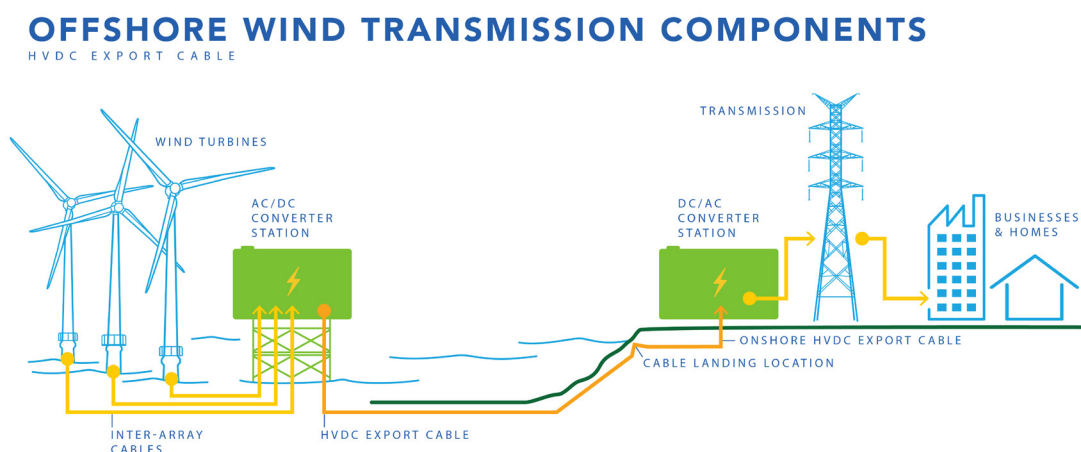 OFFSHORE WIND TRANSMISSION COMPONENTS
HVDC EXPORT CABLE
WIND TURBINES
AC/DC
CONVERTER
STATION
INTER-ARRAY
CABLES
HVDC EXPORT CABLE
TRANSMISSION
DC/AC
CONVERTER
STATION
BUSINESSES
& HOMES
ONSHORE HVDC EXPORT CABLE
CABLE LANDING LOCATION